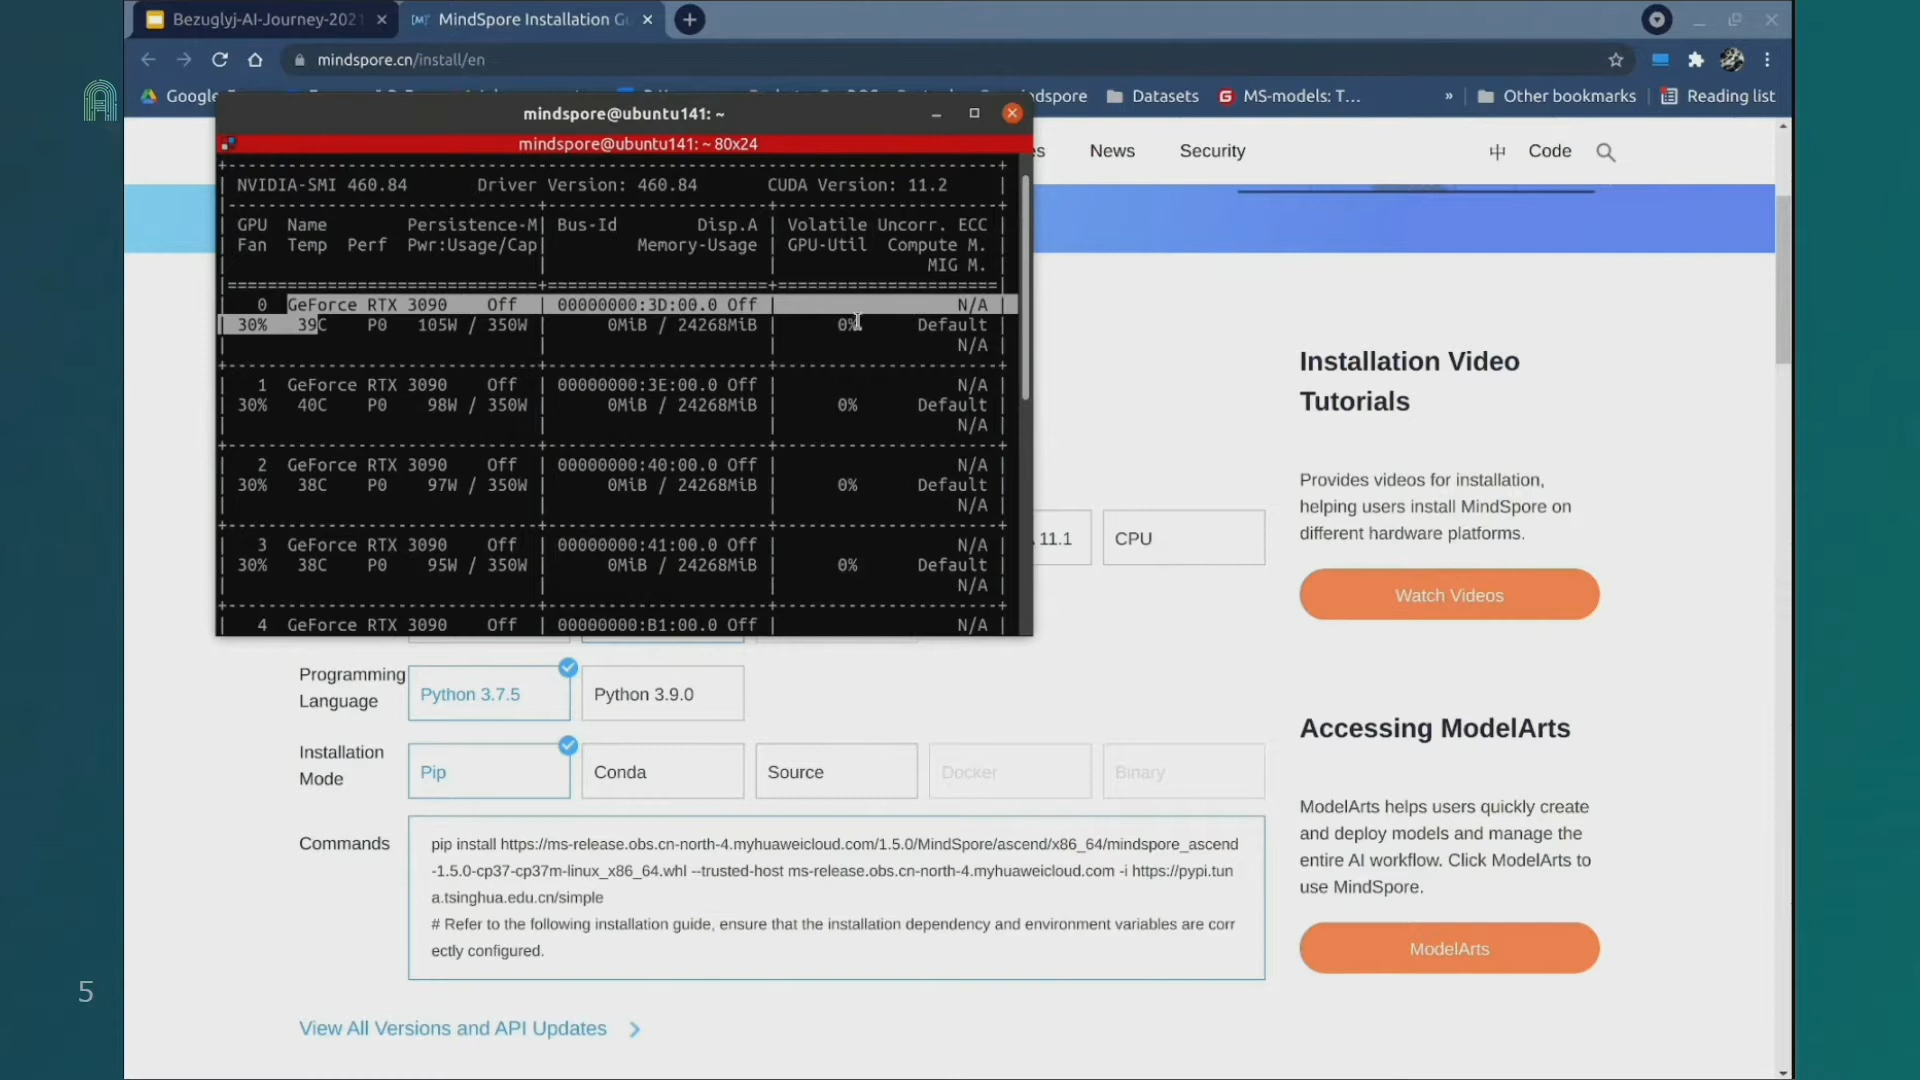 Bezuglyj-AI-Journey-2021
MindSpore Installation Gu
mindspore.cn/install/en
Google
dspore
Datasets
MS-models: T...
»
Other bookmarks
Reading list
mindspore@ubuntu141: ~
mindspore@ubuntu141: ~ 80x24
es
News
Security
中
Code
NVIDIA-SMI 460.84 Driver Version: 460.84 CUDA Version: 11.2
GPU Name Persistence-M| Bus-Id Disp.A | Volatile Uncorr. ECC
Fan Temp Perf Pwr:Usage/Cap| Memory-Usage | GPU-Util Compute M.
MIG M.
0 GeForce RTX 3090 Off | 00000000:3D:00.0 Off | N/A
30% 39C P0 105W / 350W | 0MiB / 24268MiB | 0% Default
N/A
1 GeForce RTX 3090 Off | 00000000:3E:00.0 Off | N/A
30% 40C P0 98W / 350W | 0MiB / 24268MiB | 0% Default
N/A
2 GeForce RTX 3090 Off | 00000000:40:00.0 Off | N/A
30% 38C P0 97W / 350W | 0MiB / 24268MiB | 0% Default
N/A
3 GeForce RTX 3090 Off | 00000000:41:00.0 Off | N/A
30% 38C P0 95W / 350W | 0MiB / 24268MiB | 0% Default
N/A
4 GeForce RTX 3090 Off | 00000000:B1:00.0 Off | N/A
11.1
CPU
Programming
Language
Python 3.7.5
Python 3.9.0
Installation
Mode
Pip
Conda
Source
Docker
Binary
Commands
pip install https://ms-release.obs.cn-north-4.myhuaweicloud.com/1.5.0/MindSpore/ascend/x86_64/mindspore_ascend
-1.5.0-cp37-cp37m-linux_x86_64.whl --trusted-host ms-release.obs.cn-north-4.myhuaweicloud.com -i https://pypi.tun
a.tsinghua.edu.cn/simple
# Refer to the following installation guide, ensure that the installation dependency and environment variables are corr
ectly configured.
View All Versions and API Updates
Installation Video
Tutorials
Provides videos for installation,
helping users install MindSpore on
different hardware platforms.
Watch Videos
Accessing ModelArts
ModelArts helps users quickly create
and deploy models and manage the
entire AI workflow. Click ModelArts to
use MindSpore.
ModelArts
5